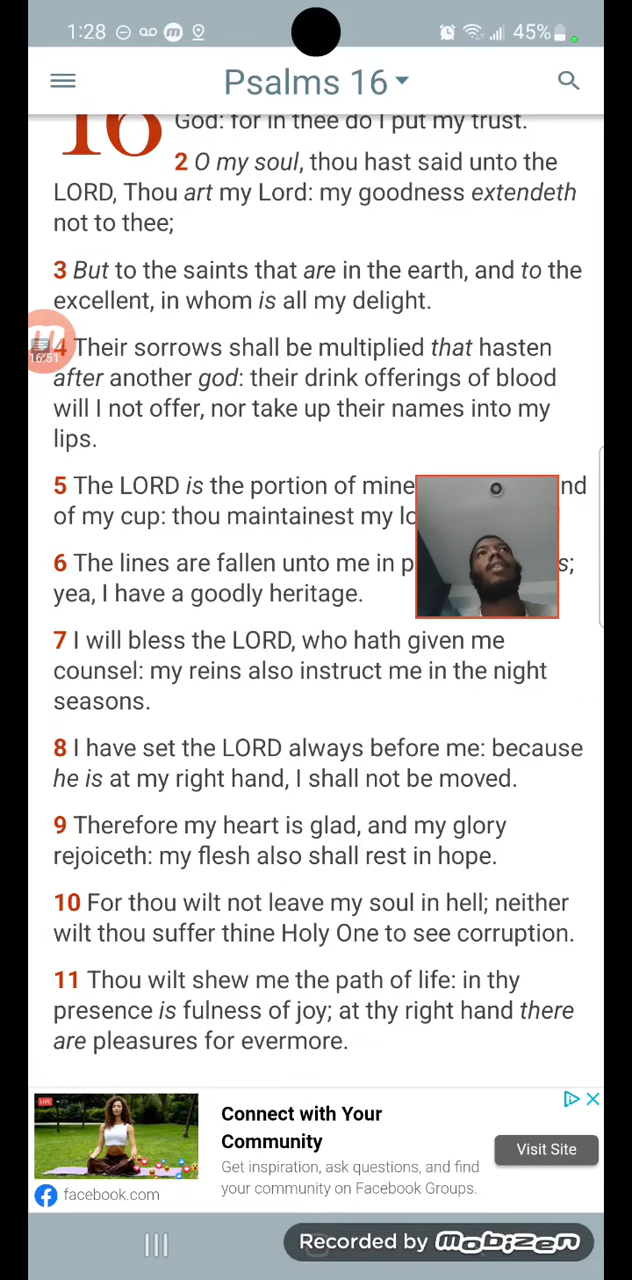 1:28 45%
Psalms 16
16 God: for in thee do I put my trust.
2 O my soul, thou hast said unto the
LORD, Thou art my Lord: my goodness extendeth
not to thee;
3 But to the saints that are in the earth, and to the
excellent, in whom is all my delight.
16:51
4 Their sorrows shall be multiplied that hasten
after another god: their drink offerings of blood
will I not offer, nor take up their names into my
lips.
5 The LORD is the portion of mine nd
of my cup: thou maintainest my lo
6 The lines are fallen unto me in p s;
yea, I have a goodly heritage.
7 I will bless the LORD, who hath given me
counsel: my reins also instruct me in the night
seasons.
8 I have set the LORD always before me: because
he is at my right hand, I shall not be moved.
9 Therefore my heart is glad, and my glory
rejoiceth: my flesh also shall rest in hope.
10 For thou wilt not leave my soul in hell; neither
wilt thou suffer thine Holy One to see corruption.
11 Thou wilt shew me the path of life: in thy
presence is fulness of joy; at thy right hand there
are pleasures for evermore.
LIVE
Connect with Your
Community
Visit Site
Get inspiration, ask questions, and find
your community on Facebook Groups.
facebook.com
Recorded by mobizen